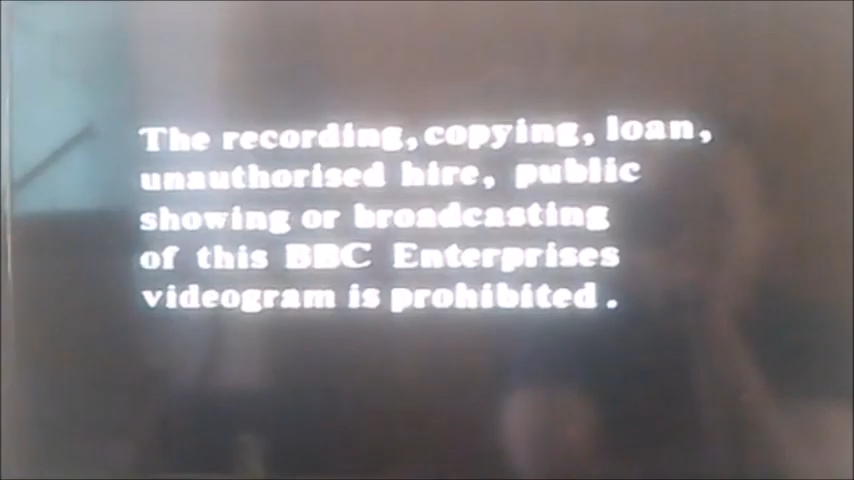 The recording, copying, loan,
unauthorised hire, public
showing or broadcasting
of this BBC Enterprises
videogram is prohibited.